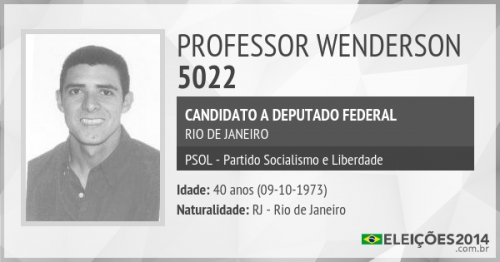 PROFESSOR WENDERSON
5022
CANDIDATO A DEPUTADO FEDERAL
RIO DE JANEIRO
PSOL - Partido Socialismo e Liberdade
Idade: 40 anos (09-10-1973)
Naturalidade: RJ - Rio de Janeiro
ELEIÇÕES2014
.com.br